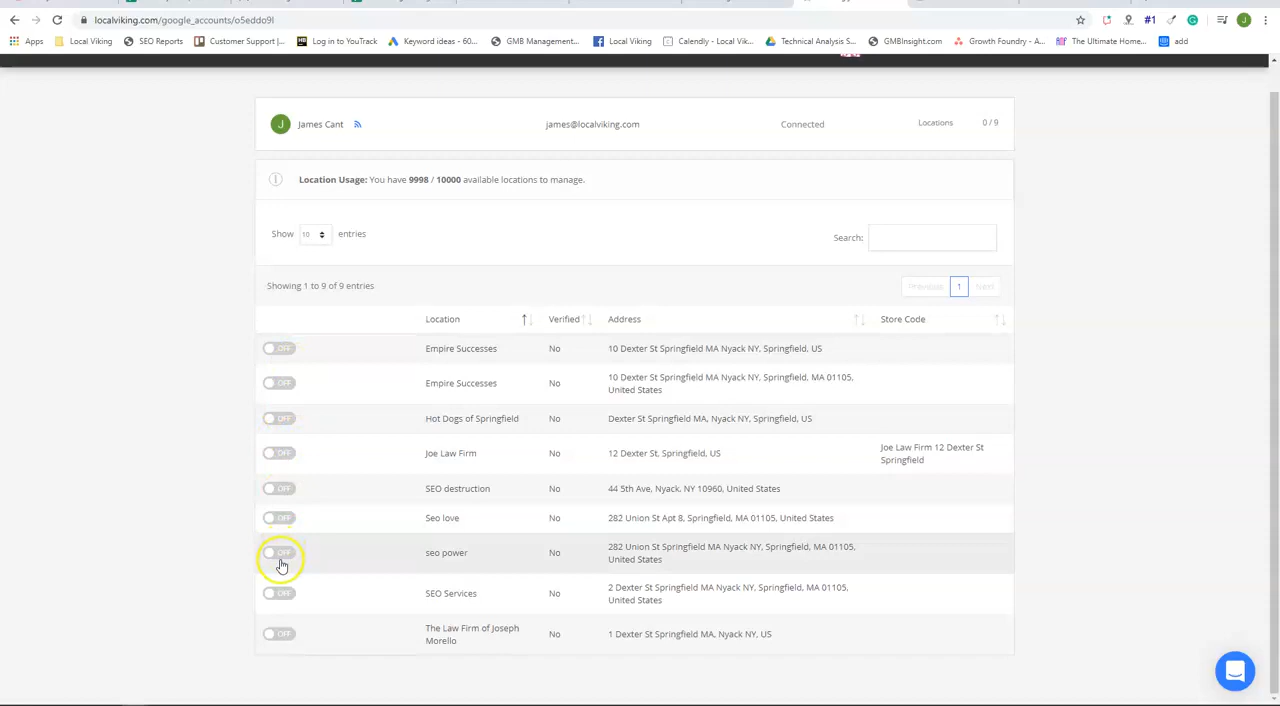 localviking.com/google_accounts/o5eddo9l
#1
J
Apps
Local Viking
SEO Reports
Customer Support |...
Log in to YouTrack
Keyword ideas - 60...
GMB Management...
Local Viking
Calendly - Local Vik...
Technical Analysis S...
GMBInsight.com
Growth Foundry - A...
The Ultimate Home...
add
J
James Cant
james@localviking.com
Connected
Locations
0 / 9
Location Usage: You have 9998 / 10000 available locations to manage.
Show
10
entries
Search:
Showing 1 to 9 of 9 entries
Previous
1
Next
Location
Verified
Address
Store Code
OFF
Empire Successes
No
10 Dexter St Springfield MA Nyack NY, Springfield, US
OFF
Empire Successes
No
10 Dexter St Springfield MA Nyack NY, Springfield, MA 01105,
United States
OFF
Hot Dogs of Springfield
No
Dexter St Springfield MA, Nyack NY, Springfield, US
OFF
Joe Law Firm
No
12 Dexter St, Springfield, US
Joe Law Firm 12 Dexter St
Springfield
OFF
SEO destruction
No
44 5th Ave, Nyack, NY 10960, United States
OFF
Seo love
No
282 Union St Apt 8, Springfield, MA 01105, United States
OFF
seo power
No
282 Union St Springfield MA Nyack NY, Springfield, MA 01105,
United States
OFF
SEO Services
No
2 Dexter St Springfield MA Nyack NY, Springfield, MA 01105,
United States
OFF
The Law Firm of Joseph
Morello
No
1 Dexter St Springfield MA, Nyack NY, US